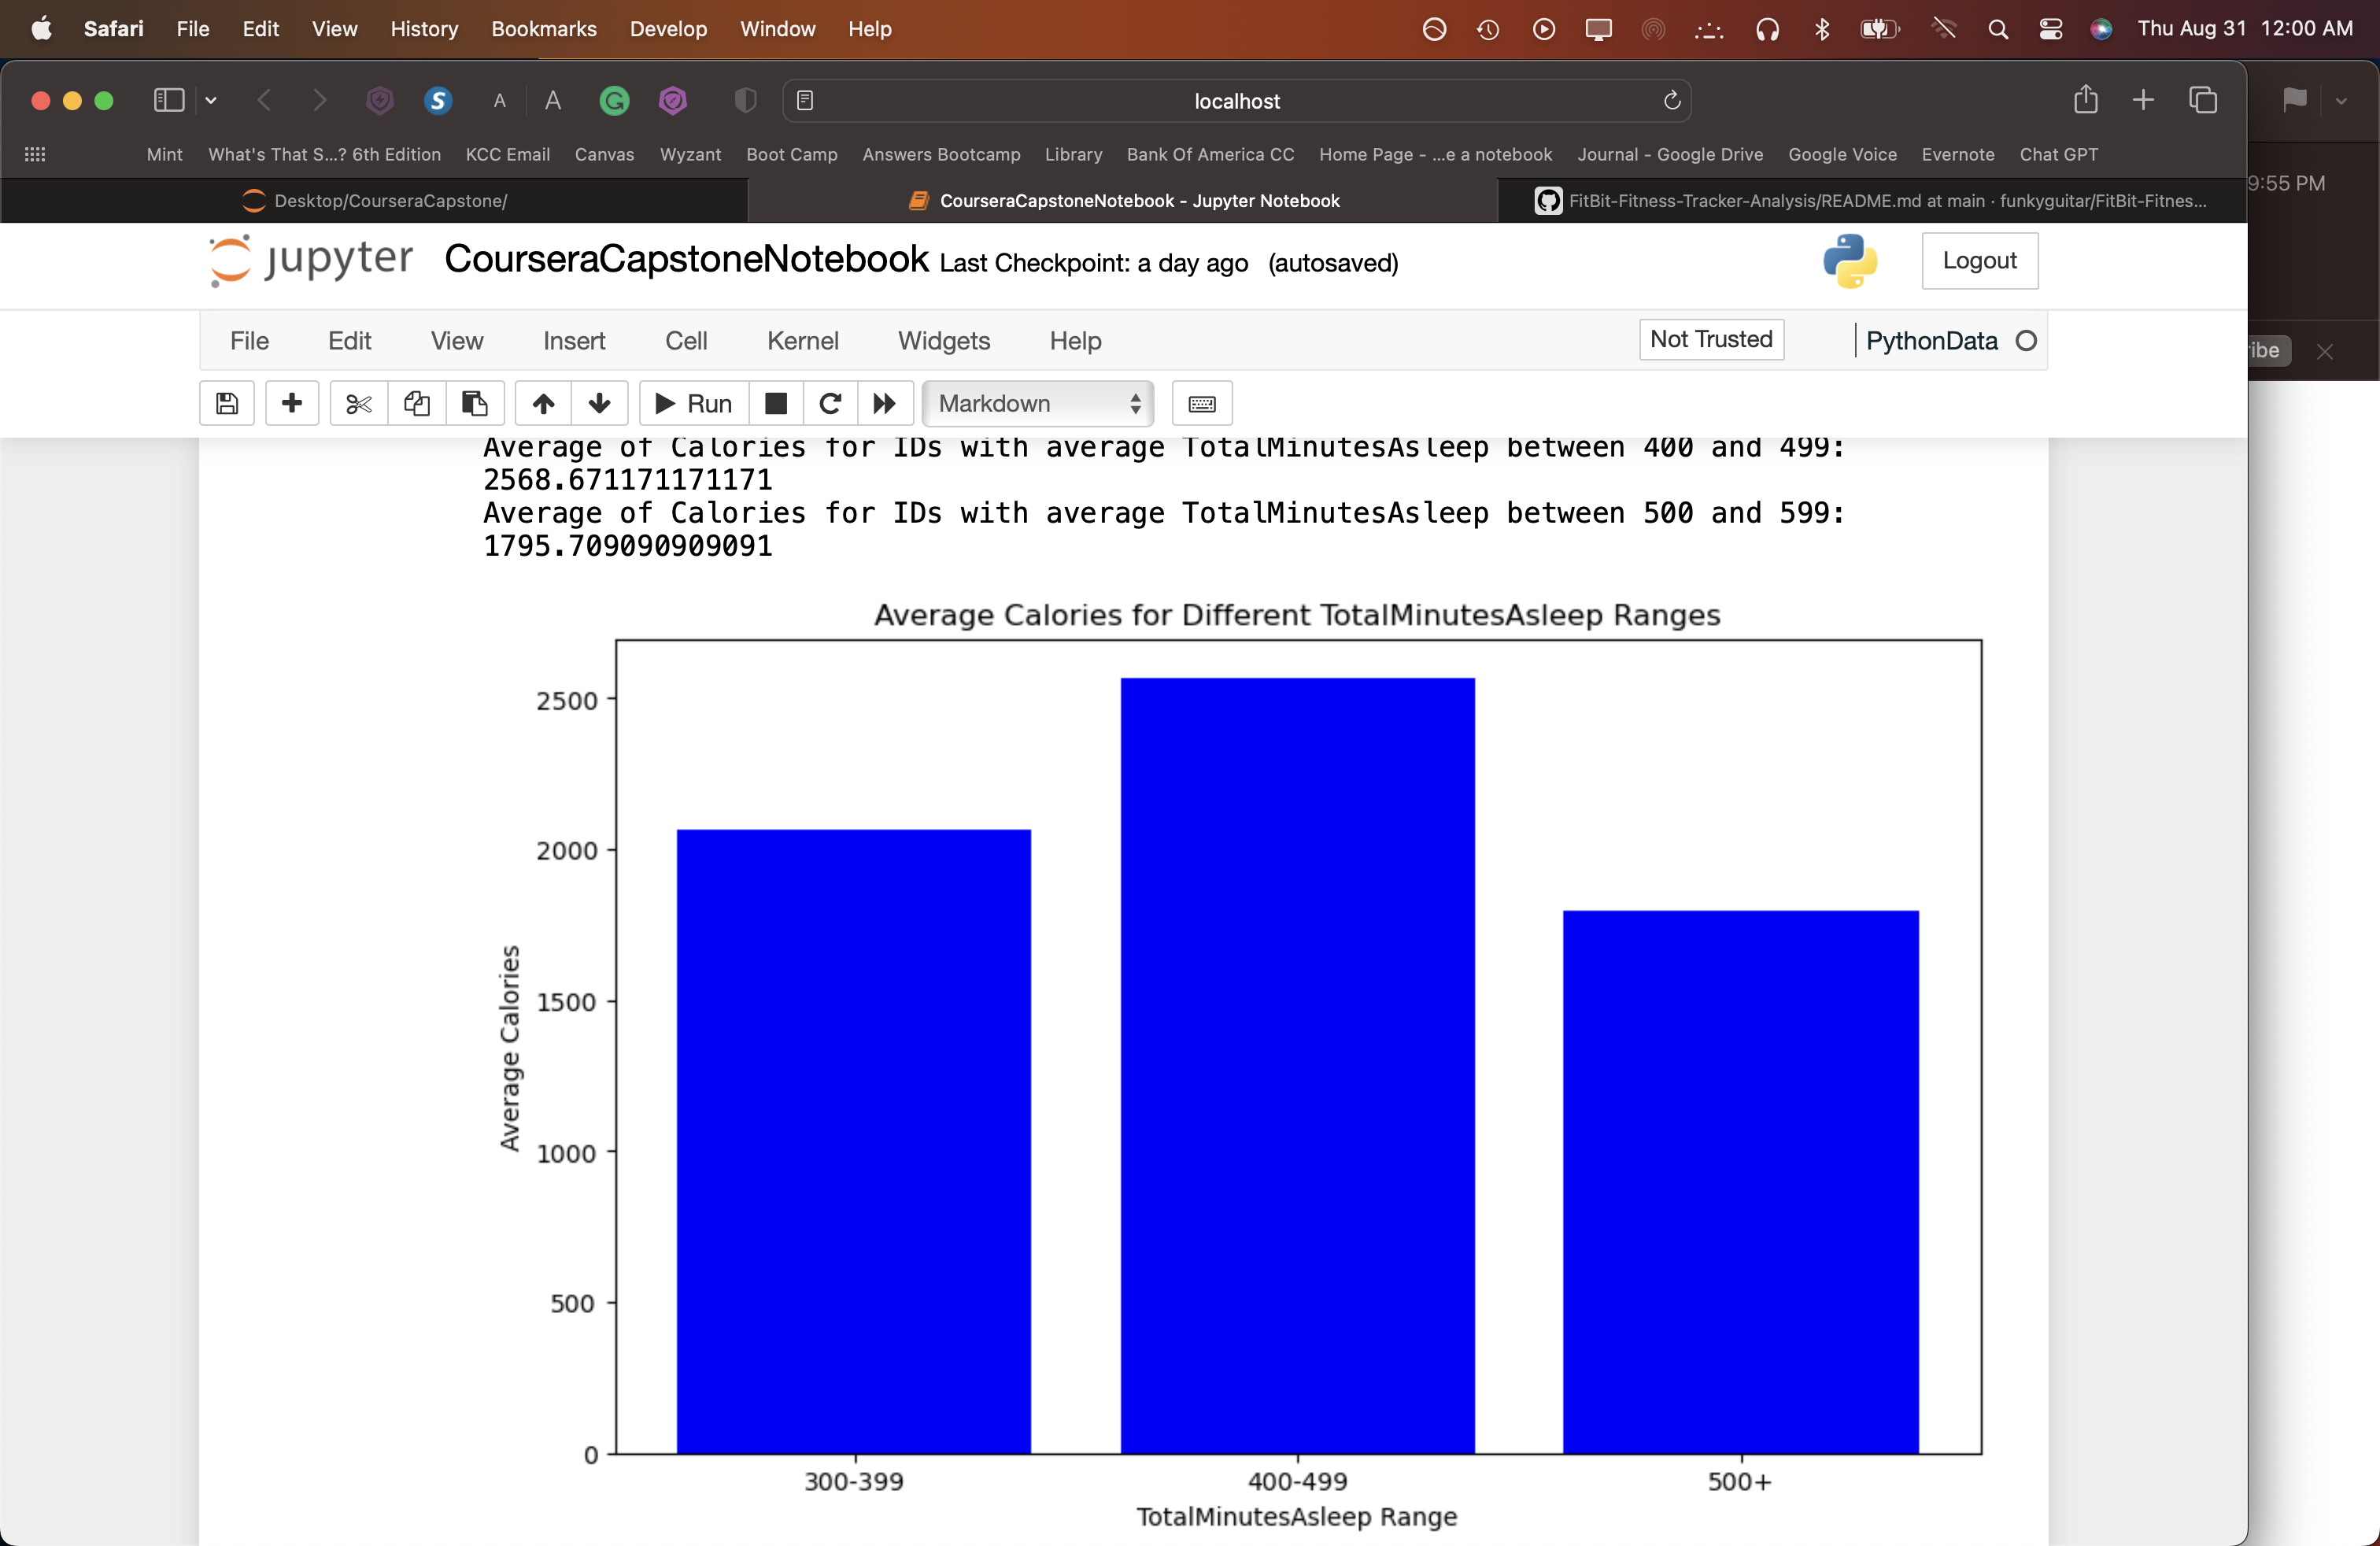 Safari File Edit View History Bookmarks Develop Window Help Thu Aug 31 12:00 AM
S A A G localhost
Mint What's That S...? 6th Edition KCC Email Canvas Wyzant Boot Camp Answers Bootcamp Library Bank Of America CC Home Page - ...e a notebook Journal - Google Drive Google Voice Evernote Chat GPT
9:55 PM
Desktop/CourseraCapstone/ CourseraCapstoneNotebook - Jupyter Notebook FitBit-Fitness-Tracker-Analysis/README.md at main · funkyguitar/FitBit-Fitnes...
jupyter CourseraCapstoneNotebook Last Checkpoint: a day ago (autosaved) Logout
File Edit View Insert Cell Kernel Widgets Help Not Trusted PythonData
ibe
Run Markdown
Average of Calories for IDs with average TotalMinutesAsleep between 400 and 499:
2568.671171171171
Average of Calories for IDs with average TotalMinutesAsleep between 500 and 599:
1795.709090909091
Average Calories for Different TotalMinutesAsleep Ranges
2500
2000
1500
1000
500
0
Average Calories
300-399 400-499 500+
TotalMinutesAsleep Range